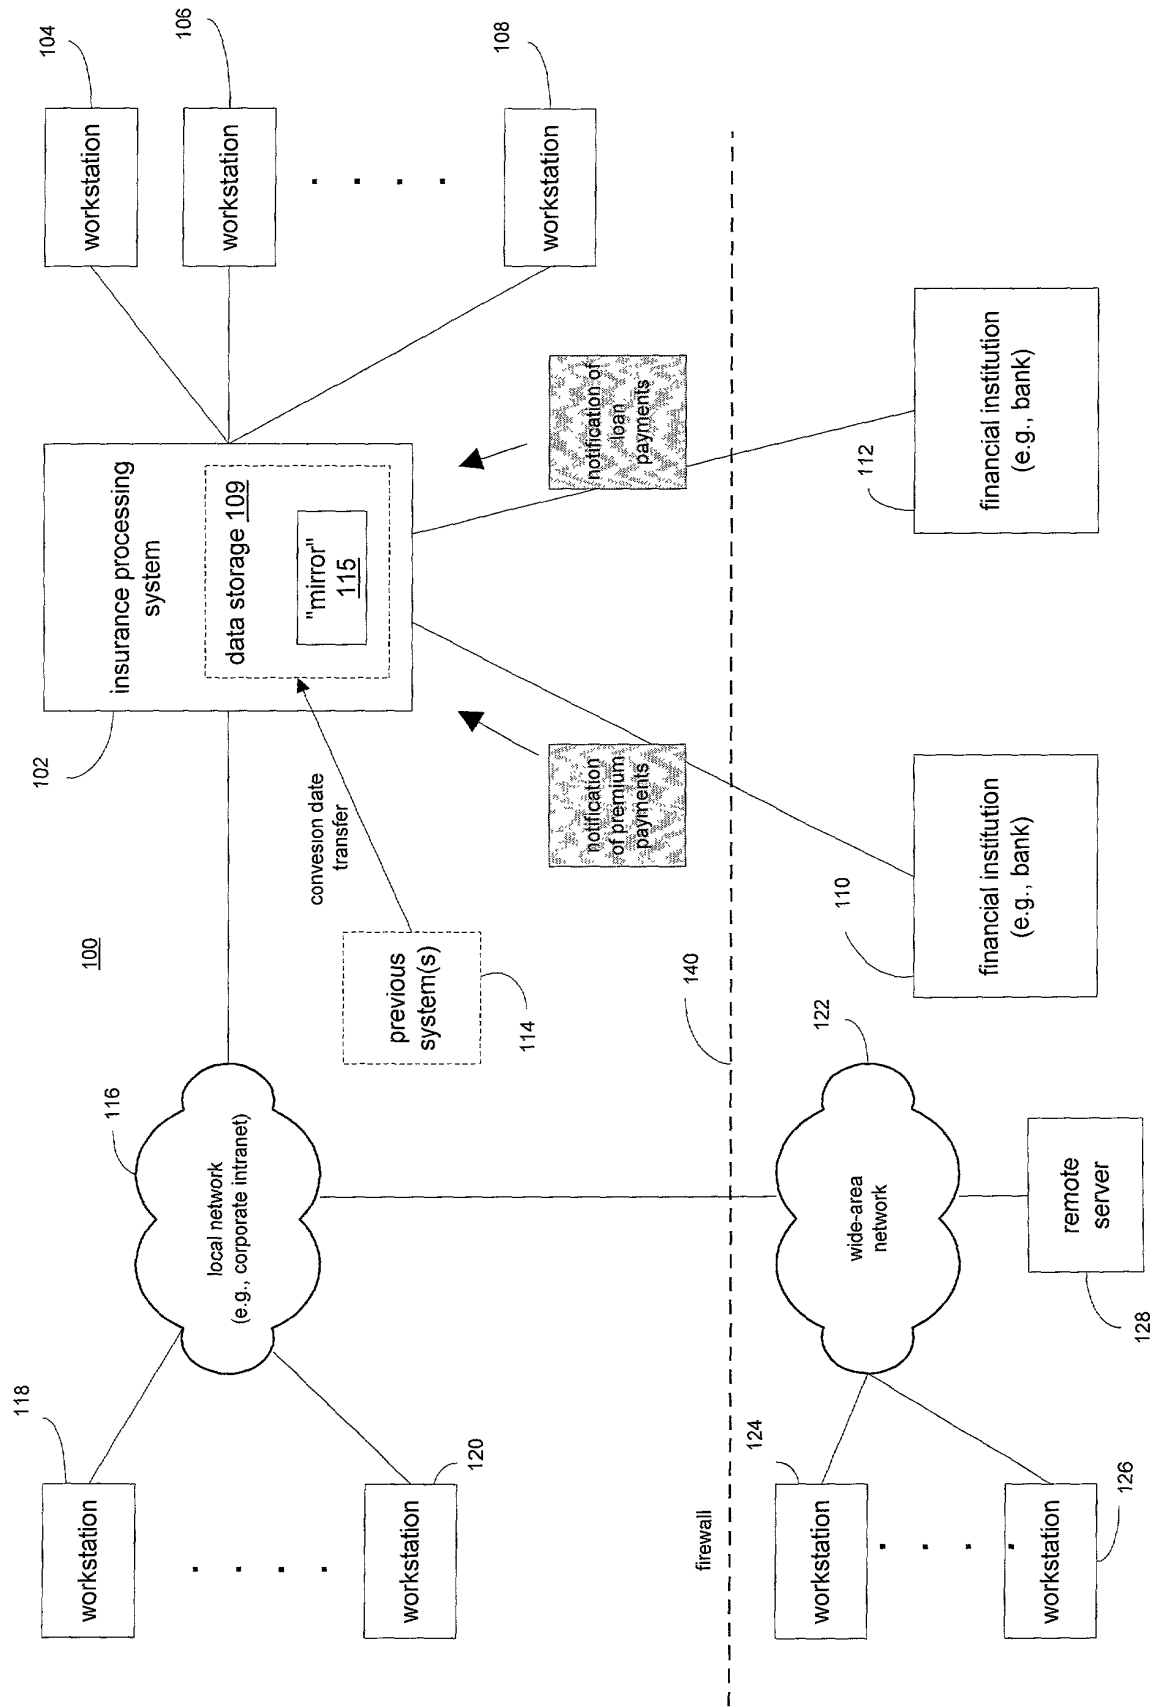 100
118
workstation
workstation
120
116
local network
(e.g., corporate intranet)
102
insurance processing
system
data storage 109
"mirror"
115
convesion date
transfer
previous
system(s)
114
workstation
104
workstation
106
workstation
108
notification
of premium
payments
notification of
loan
payments
firewall
140
124
workstation
workstation
126
wide-area
network
122
remote
server
128
110
financial institution
(e.g., bank)
112
financial institution
(e.g., bank)